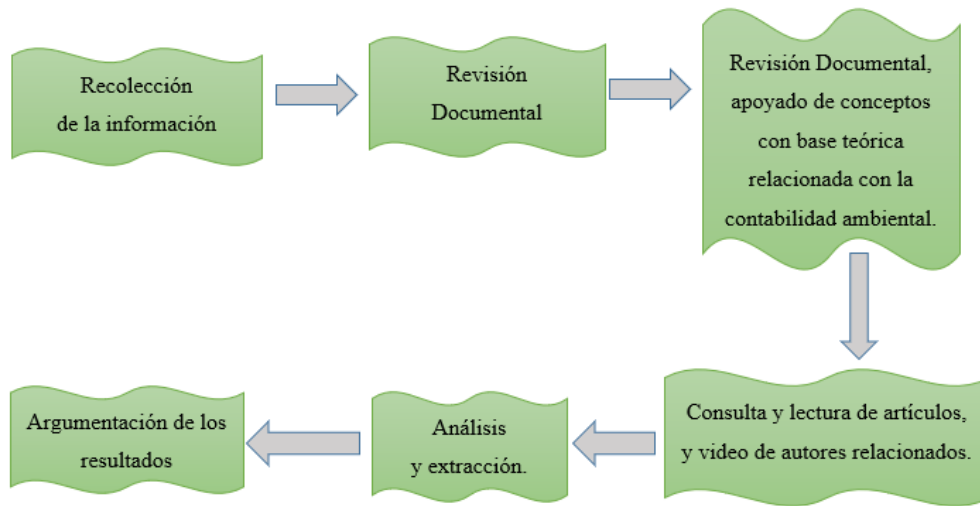 Recolección
de la información
Revisión
Documental
Revisión Documental,
apoyado de conceptos
con base teórica
relacionada con la
contabilidad ambiental.
Consulta y lectura de artículos,
y video de autores relacionados.
Análisis
y extracción.
Argumentación de los
resultados